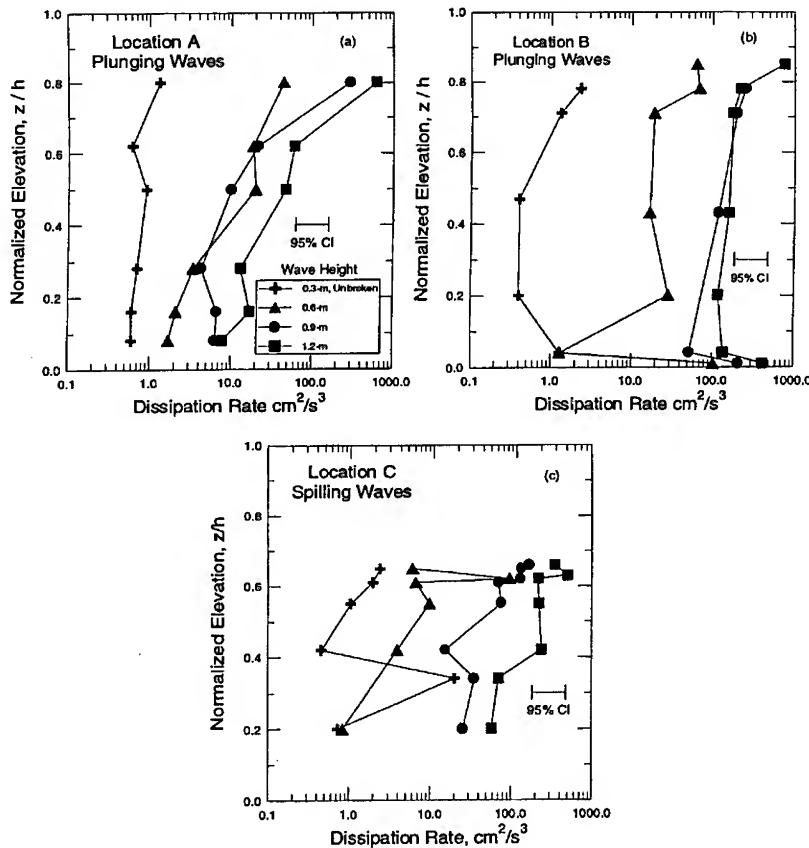 Location A
Plunging Waves
(a)
Normalized Elevation, z / h
1.0
0.8
0.6
0.4
0.2
0.0
95% CI
Wave Height
0.3-m, Unbroken
0.6-m
0.9-m
1.2-m
0.1
1.0
10.0
100.0
1000.0
Dissipation Rate cm²/s³
Location B
Plunging Waves
(b)
Normalized Elevation, z / h
1.0
0.8
0.6
0.4
0.2
0.0
95% CI
0.1
1.0
10.0
100.0
1000.0
Dissipation Rate cm²/s³
Location C
Spilling Waves
(c)
Normalized Elevation, z/h
1.0
0.8
0.6
0.4
0.2
0.0
95% CI
0.1
1.0
10.0
100.0
1000.0
Dissipation Rate, cm²/s³